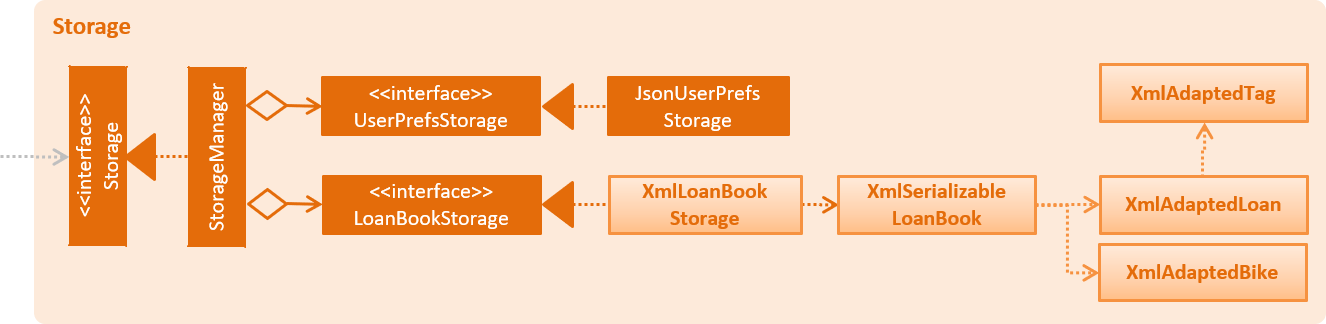 Storage
<<interface>>
Storage
StorageManager
<<interface>>
UserPrefsStorage
JsonUserPrefs
Storage
<<interface>>
LoanBookStorage
XmlLoanBook
Storage
XmlSerializable
LoanBook
XmlAdaptedTag
XmlAdaptedLoan
XmlAdaptedBike